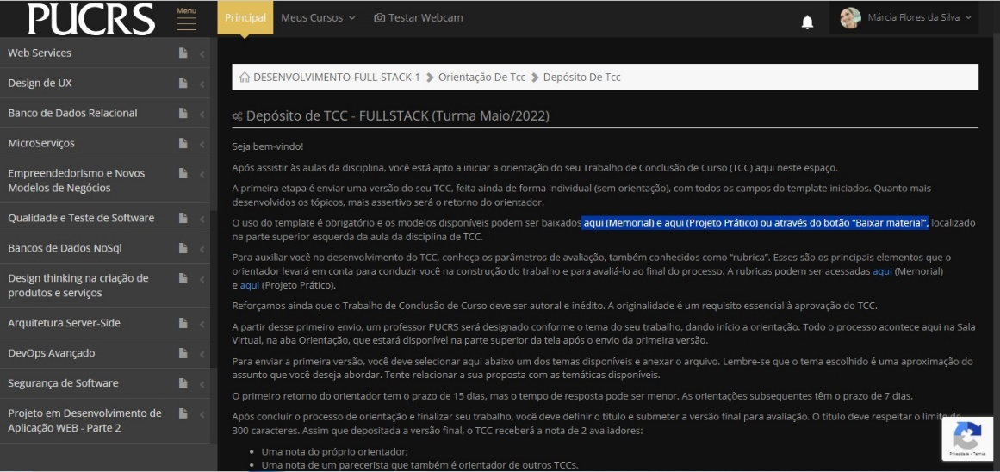 PUCRS
Menu
Principal
Meus Cursos
Testar Webcam
Márcia Flores da Silva
Web Services
Design de UX
Banco de Dados Relacional
MicroServiços
Empreendedorismo e Novos
Modelos de Negócios
Qualidade e Teste de Software
Bancos de Dados NoSql
Design thinking na criação de
produtos e serviços
Arquitetura Server-Side
DevOps Avançado
Segurança de Software
Projeto em Desenvolvimento de
Aplicação WEB - Parte 2
DESENVOLVIMENTO-FULL-STACK-1 Orientação De Tcc Depósito De Tcc
Depósito de TCC - FULLSTACK (Turma Maio/2022)
Seja bem-vindo!
Após assistir às aulas da disciplina, você está apto a iniciar a orientação do seu Trabalho de Conclusão de Curso (TCC) aqui neste espaço.
A primeira etapa é enviar uma versão do seu TCC, feita ainda de forma individual (sem orientação), com todos os campos do template iniciados. Quanto mais
desenvolvidos os tópicos, mais assertivo será o retorno do orientador.
O uso do template é obrigatório e os modelos disponíveis podem ser baixados aqui (Memorial) e aqui (Projeto Prático) ou através do botão “Baixar material”, localizado
na parte superior esquerda da aula da disciplina de TCC.
Para auxiliar você no desenvolvimento do TCC, conheça os parâmetros de avaliação, também conhecidos como “rubrica”. Esses são os principais elementos que o
orientador levará em conta para conduzir você na construção do trabalho e para avaliá-lo ao final do processo. A rubricas podem ser acessadas aqui (Memorial)
e aqui (Projeto Prático).
Reforçamos ainda que o Trabalho de Conclusão de Curso deve ser autoral e inédito. A originalidade é um requisito essencial à aprovação do TCC.
A partir desse primeiro envio, um professor PUCRS será designado conforme o tema do seu trabalho, dando início a orientação. Todo o processo acontece aqui na Sala
Virtual, na aba Orientação, que estará disponível na parte superior da tela após o envio da primeira versão.
Para enviar a primeira versão, você deve selecionar aqui abaixo um dos temas disponíveis e anexar o arquivo. Lembre-se que o tema escolhido é uma aproximação do
assunto que você deseja abordar. Tente relacionar a sua proposta com as temáticas disponíveis.
O primeiro retorno do orientador tem o prazo de 15 dias, mas o tempo de resposta pode ser menor. As orientações subsequentes têm o prazo de 7 dias.
Após concluir o processo de orientação e finalizar seu trabalho, você deve definir o título e submeter a versão final para avaliação. O título deve respeitar o limite de
300 caracteres. Assim que depositada a versão final, o TCC receberá a nota de 2 avaliadores:
Uma nota do próprio orientador;
Uma nota de um parecerista que também é orientador de outros TCCs.
Privacidade - Termos